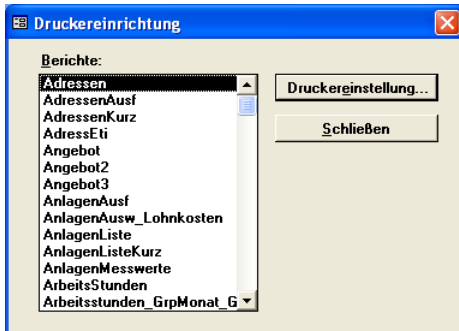 Druckereinrichtung
Berichte:
Adressen
AdressenAusf
AdressenKurz
AdressEti
Angebot
Angebot2
Angebot3
AnlagenAusf
AnlagenAusw_Lohnkosten
AnlagenListe
AnlagenListeKurz
AnlagenMesswerte
ArbeitsStunden
Arbeitsstunden_GrpMonat_G
Druckereinstellung...
Schließen